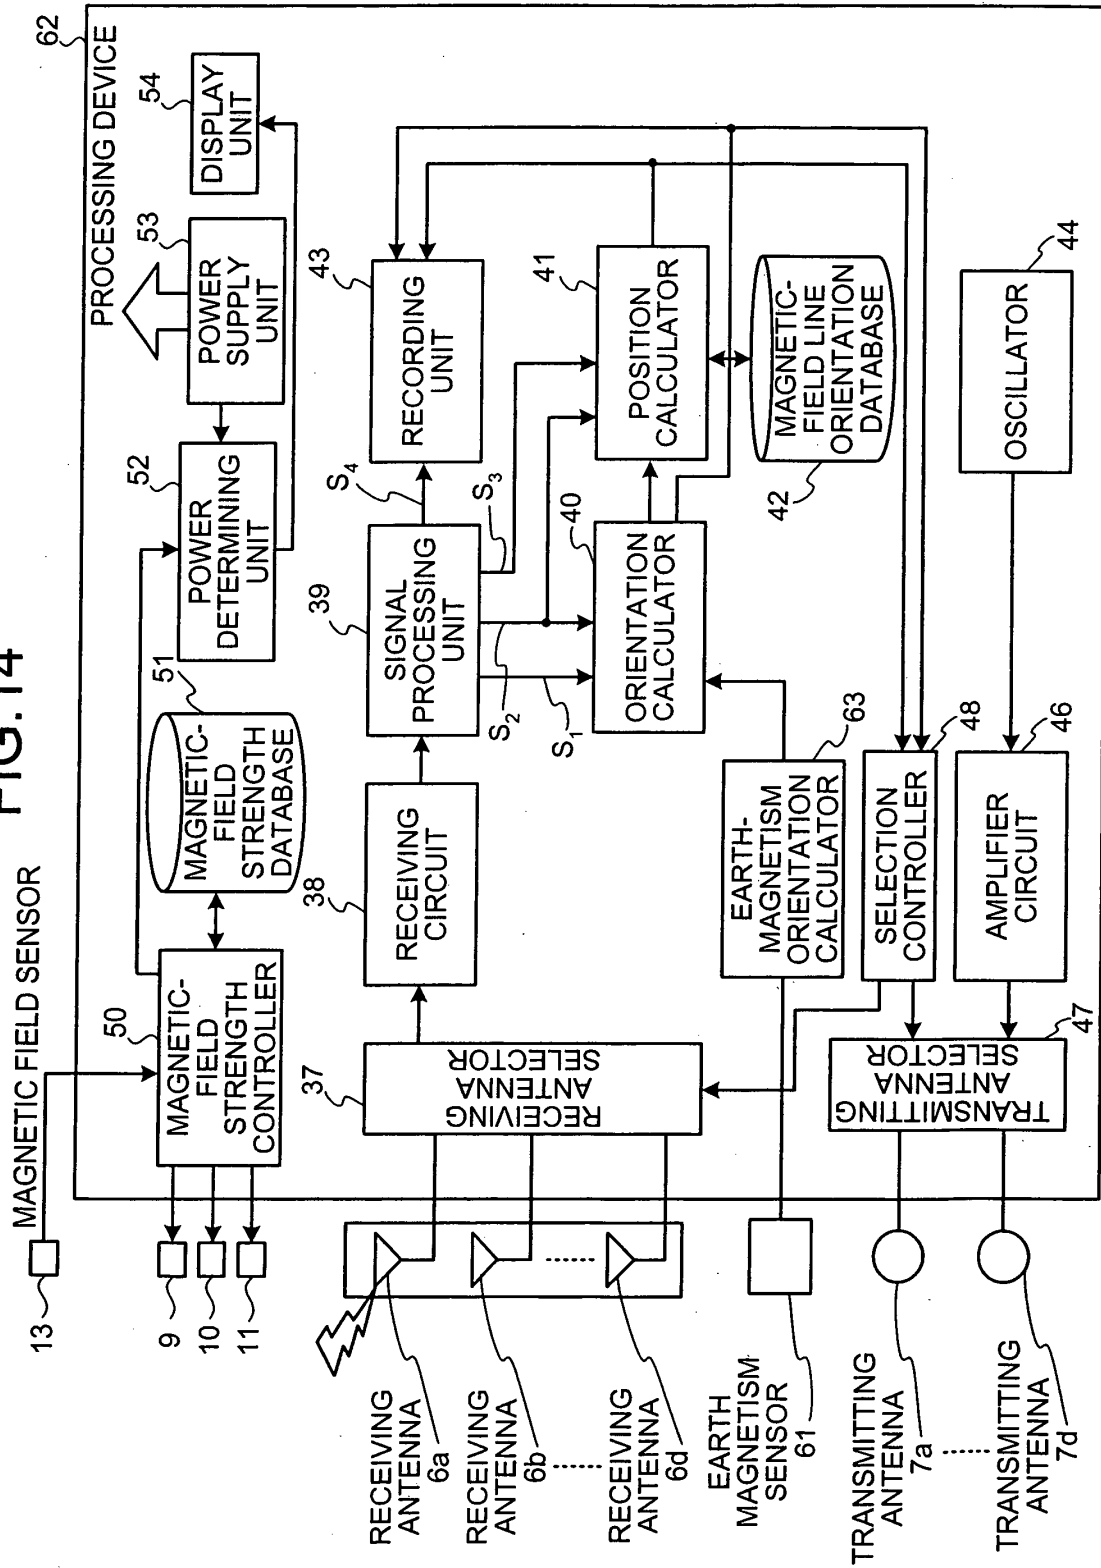 FIG.14
MAGNETIC FIELD SENSOR
13
PROCESSING DEVICE
62
9
10
11
50
MAGNETIC-
FIELD
STRENGTH
CONTROLLER
51
MAGNETIC-
FIELD
STRENGTH
DATABASE
52
POWER
DETERMINING
UNIT
53
POWER
SUPPLY
UNIT
54
DISPLAY
UNIT
RECEIVING
ANTENNA
6a
RECEIVING
ANTENNA
6b
RECEIVING
ANTENNA
6d
37
RECEIVING
ANTENNA
SELECTOR
38
RECEIVING
CIRCUIT
39
SIGNAL
PROCESSING
UNIT
S4
43
RECORDING
UNIT
S3
S2
S1
40
ORIENTATION
CALCULATOR
41
POSITION
CALCULATOR
42
MAGNETIC-
FIELD LINE
ORIENTATION
DATABASE
EARTH
MAGNETISM
SENSOR
61
EARTH-
MAGNETISM
ORIENTATION
CALCULATOR
63
SELECTION
CONTROLLER
48
TRANSMITTING
ANTENNA
7a
TRANSMITTING
ANTENNA
7d
TRANSMITTING
ANTENNA
SELECTOR
47
AMPLIFIER
CIRCUIT
46
OSCILLATOR
44